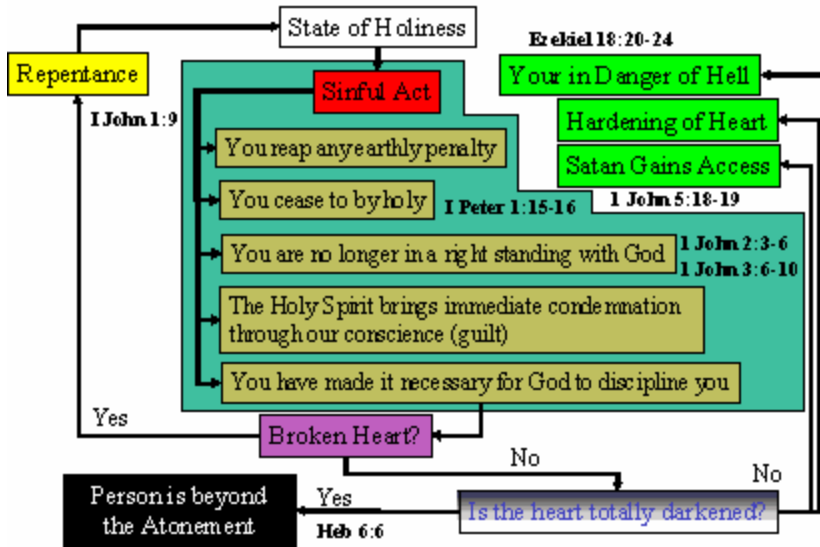 State of Holiness
Ezekiel 18:20-24
Repentance
Your in Danger of Hell
Sinful Act
I John 1:9
Hardening of Heart
You reap any earthly penalty
Satan Gains Access
You cease to by holy
I Peter 1:15-16
1 John 5:18-19
You are no longer in a right standing with God
1 John 2:3-6
1 John 3:6-10
The Holy Spirit brings immediate condemnation
through our conscience (guilt)
You have made it necessary for God to discipline you
Yes
Broken Heart?
No
No
Person is beyond
the Atonement
Yes
Heb 6:6
Is the heart totally darkened?